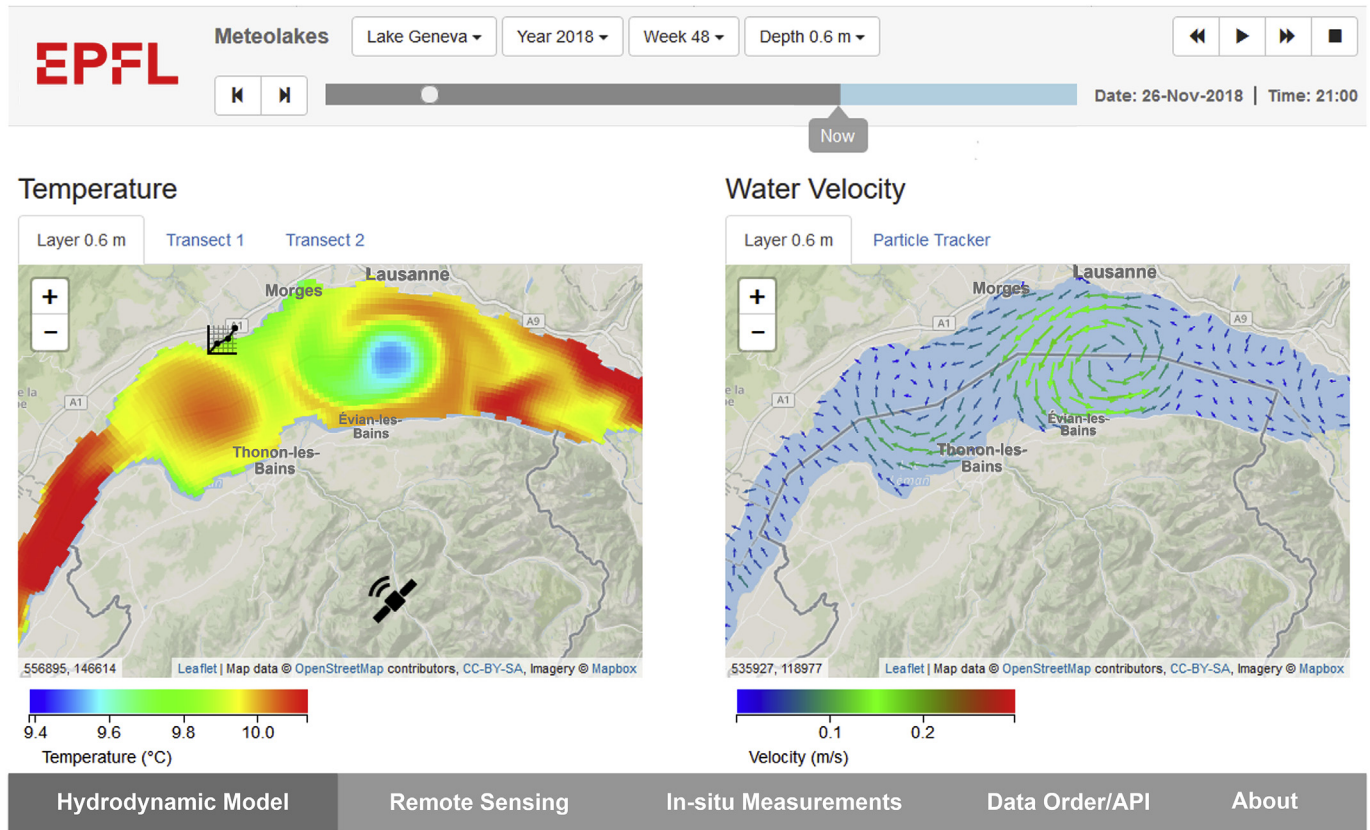 EPFL
Meteolakes Lake Geneva Year 2018 Week 48 Depth 0.6 m
Date: 26-Nov-2018 | Time: 21:00
Now
Temperature
Layer 0.6 m Transect 1 Transect 2
+
−
Lausanne
Morges
A1
A9
A1
Évian-les-
Bains
Thonon-les-
Bains
556895, 146614
Leaflet | Map data © OpenStreetMap contributors, CC-BY-SA, Imagery © Mapbox
9.4 9.6 9.8 10.0
Temperature (°C)
Water Velocity
Layer 0.6 m Particle Tracker
+
−
Lausanne
Morges
A1
A9
A1
Évian-les-
Bains
Thonon-les-
Bains
535927, 118977
Leaflet | Map data © OpenStreetMap contributors, CC-BY-SA, Imagery © Mapbox
0.1 0.2
Velocity (m/s)
Hydrodynamic Model Remote Sensing In-situ Measurements Data Order/API About